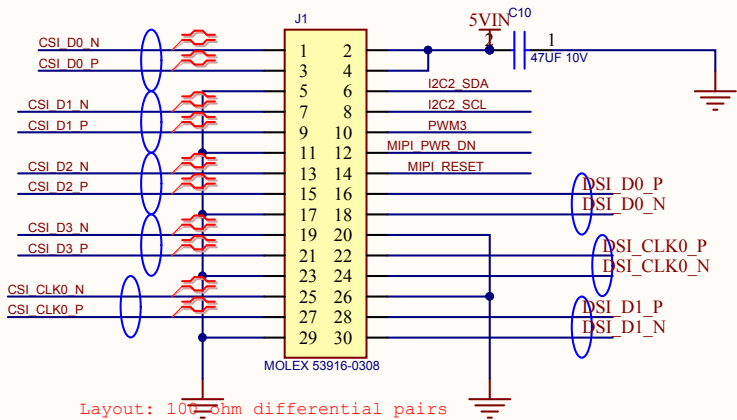 J1
5VIN
C10
2
1
47UF 10V
CSI_D0_N
1
2
CSI_D0_P
3
4
5
6
I2C2_SDA
CSI_D1_N
7
8
I2C2_SCL
CSI_D1_P
9
10
PWM3
11
12
MIPI_PWR_DN
CSI_D2_N
13
14
MIPI_RESET
CSI_D2_P
15
16
DSI_D0_P
17
18
DSI_D0_N
CSI_D3_N
19
20
CSI_D3_P
21
22
DSI_CLK0_P
23
24
DSI_CLK0_N
CSI_CLK0_N
25
26
CSI_CLK0_P
27
28
DSI_D1_P
29
30
DSI_D1_N
MOLEX 53916-0308
Layout: 100 ohm differential pairs